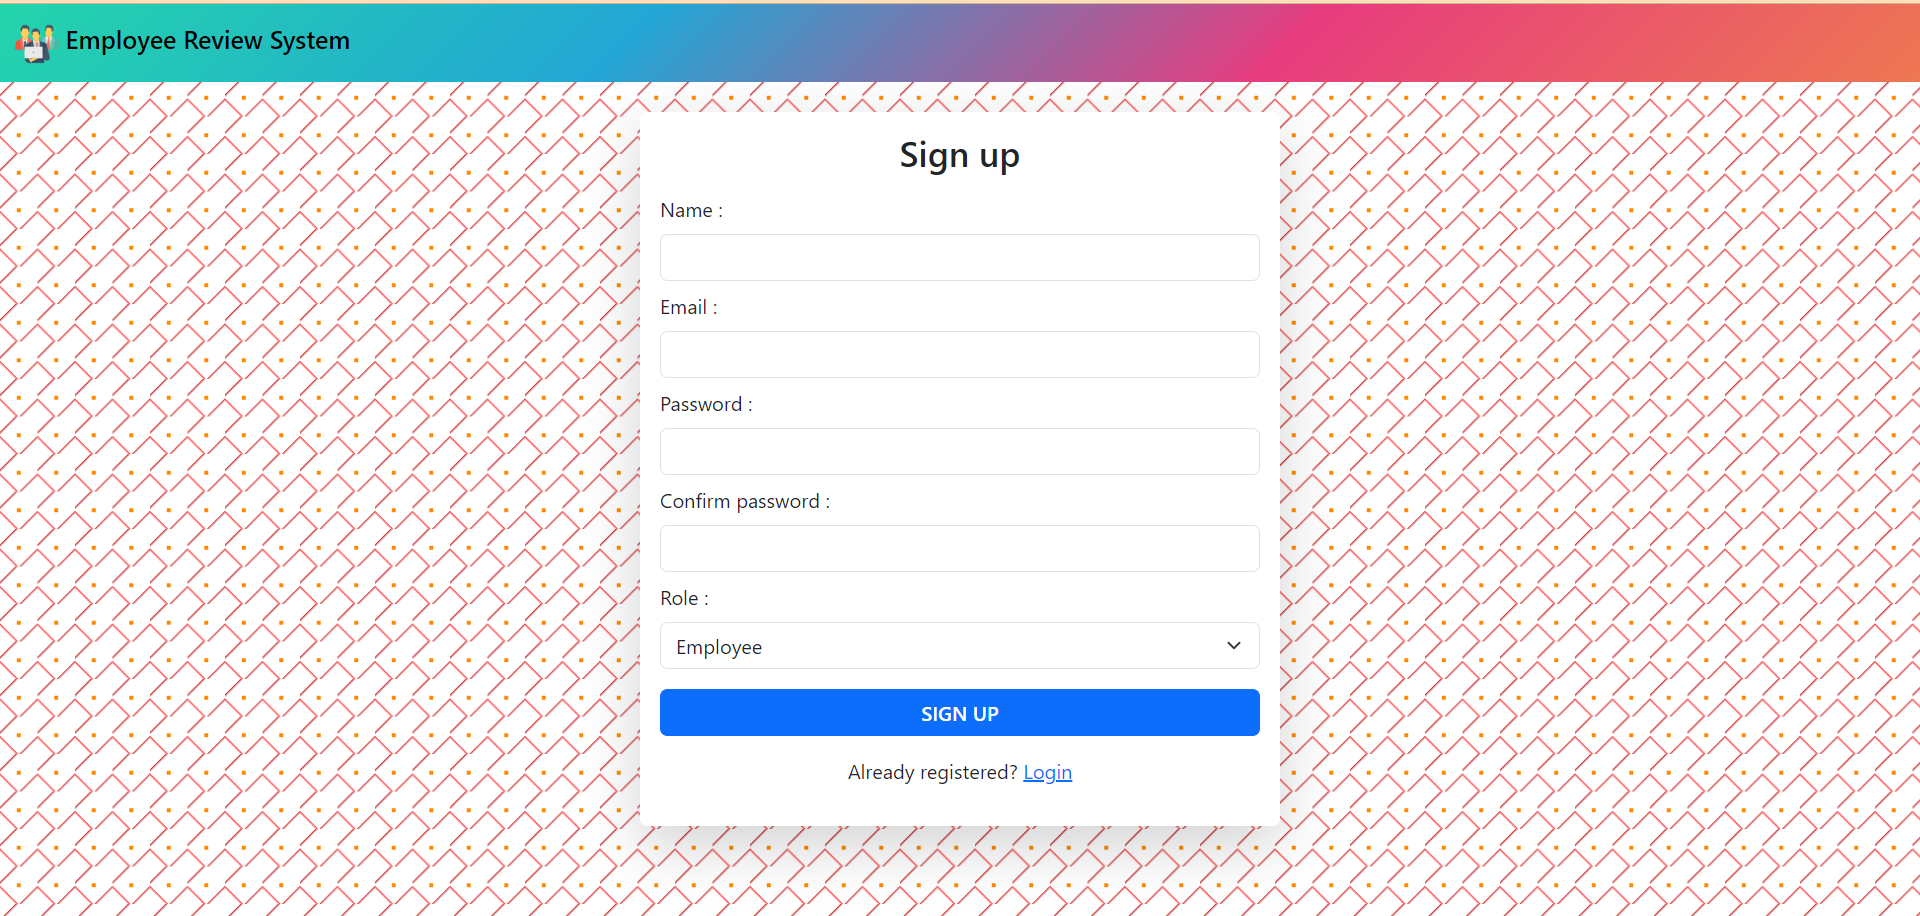 Employee Review System
Sign up
Name :
Email :
Password :
Confirm password :
Role :
Employee
SIGN UP
Already registered? Login